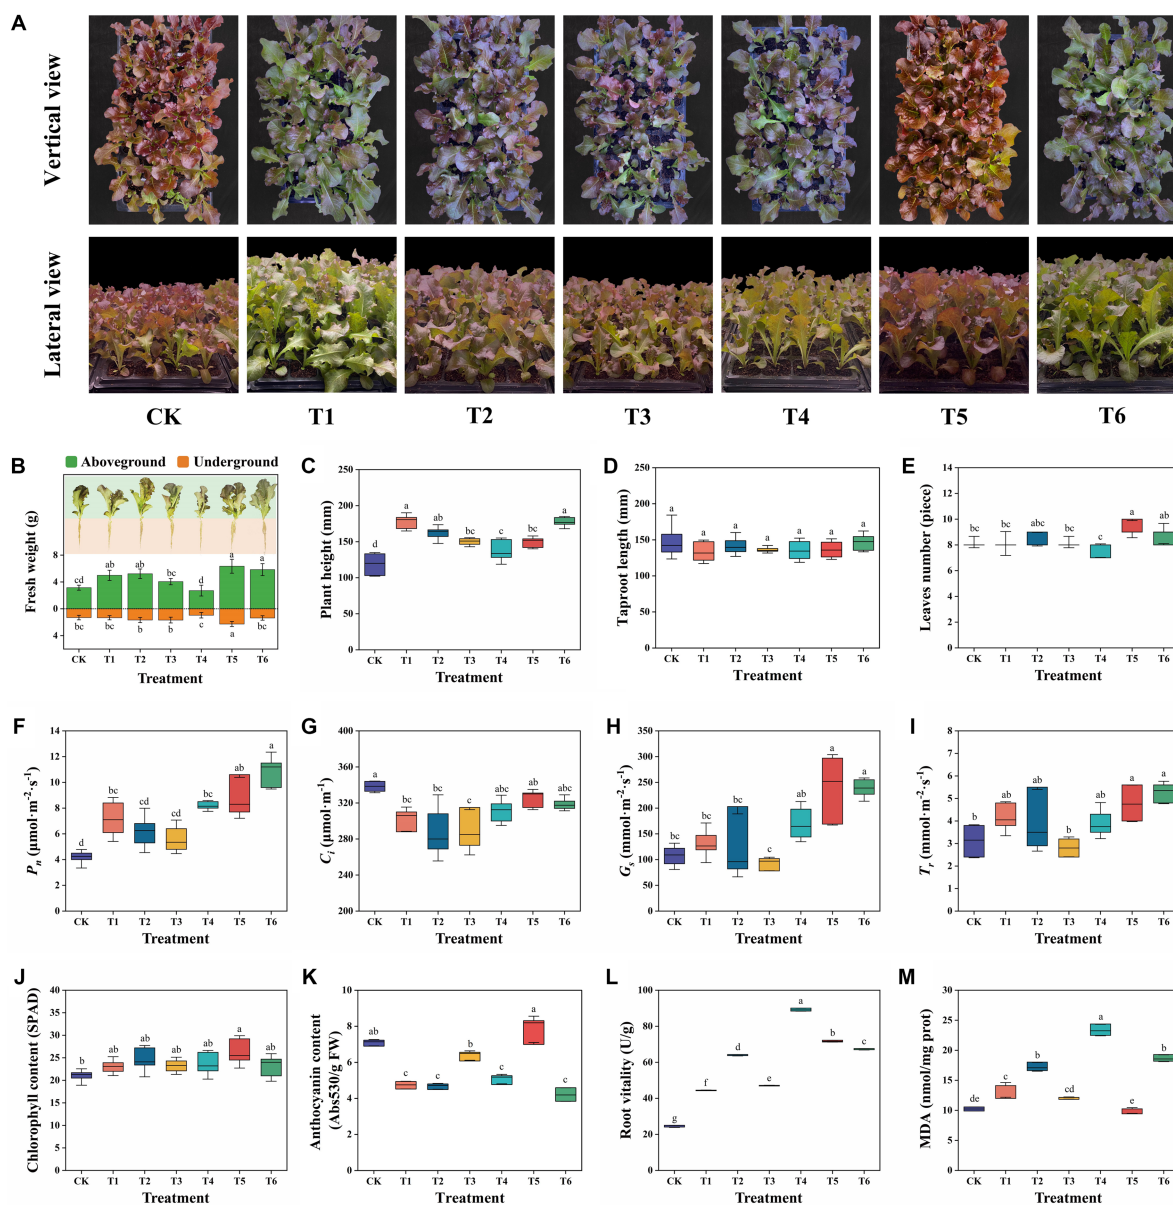 A
Vertical view
Lateral view
CK T1 T2 T3 T4 T5 T6
B
Aboveground Underground
Fresh weight (g)
8
4
0
4
cd ab ab bc d a a
bc bc b b c a bc
CK T1 T2 T3 T4 T5 T6
Treatment
C
Plant height (mm)
250
200
150
100
50
0
d a ab bc c bc a
CK T1 T2 T3 T4 T5 T6
Treatment
D
Taproot length (mm)
250
200
150
100
50
0
a a a a a a a
CK T1 T2 T3 T4 T5 T6
Treatment
E
Leaves number (piece)
14
12
10
8
6
4
2
0
bc bc abc bc c a ab
CK T1 T2 T3 T4 T5 T6
Treatment
F
Pn (μmol·m⁻²·s⁻¹)
14
12
10
8
6
4
2
0
d bc cd cd bc ab a
CK T1 T2 T3 T4 T5 T6
Treatment
G
Ci (μmol·m⁻¹)
400
360
320
280
240
200
a bc bc c abc ab abc
CK T1 T2 T3 T4 T5 T6
Treatment
H
Gs (mmol·m⁻²·s⁻¹)
350
300
250
200
150
100
50
0
bc bc bc c ab a a
CK T1 T2 T3 T4 T5 T6
Treatment
I
Tr (mmol·m⁻²·s⁻¹)
8
7
6
5
4
3
2
1
0
b ab ab b ab a a
CK T1 T2 T3 T4 T5 T6
Treatment
J
Chlorophyll content (SPAD)
40
35
30
25
20
15
10
5
0
b ab ab ab ab a ab
CK T1 T2 T3 T4 T5 T6
Treatment
K
Anthocyanin content
(Abs530/g FW)
10
8
6
4
2
0
ab c c b c a c
CK T1 T2 T3 T4 T5 T6
Treatment
L
Root vitality (U/g)
100
80
60
40
20
0
g f d e a b c
CK T1 T2 T3 T4 T5 T6
Treatment
M
MDA (nmol/mg prot)
30
25
20
15
10
5
0
de c b cd a e b
CK T1 T2 T3 T4 T5 T6
Treatment